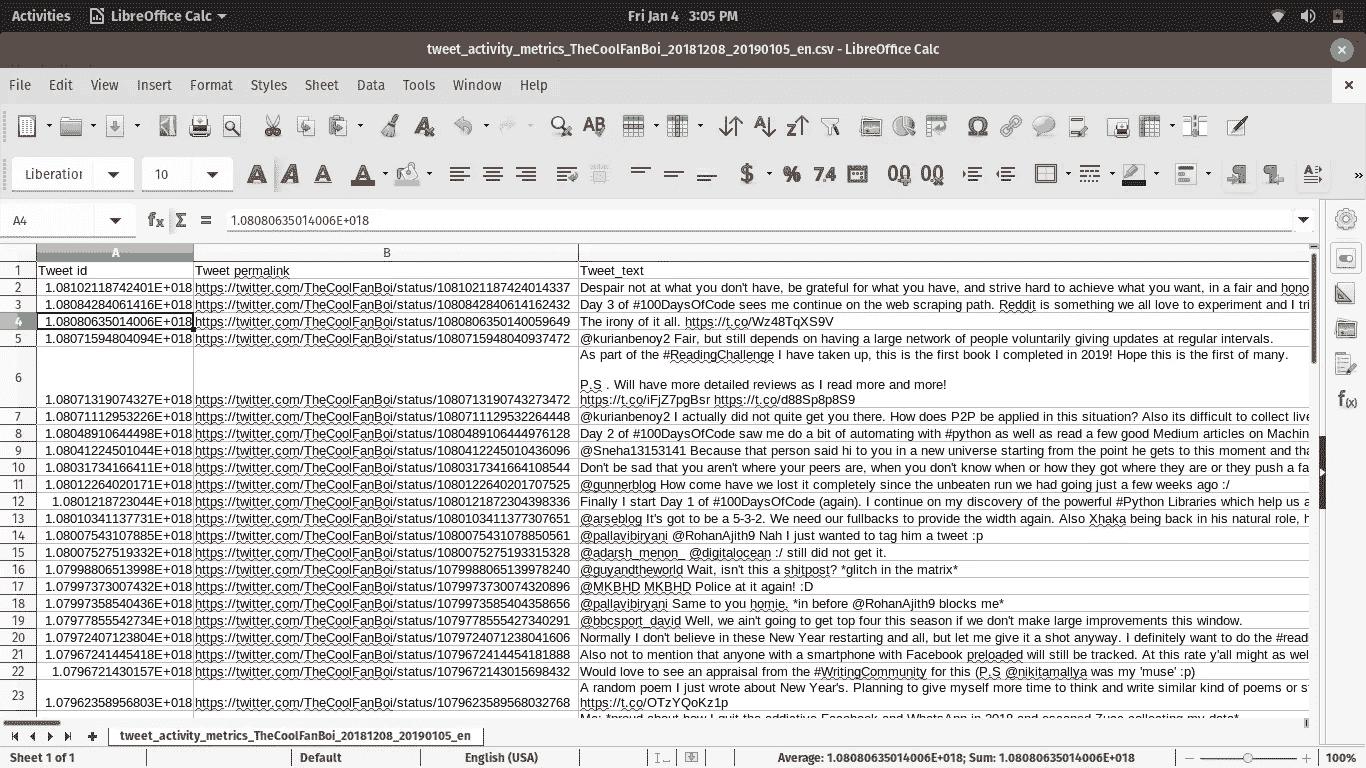 Activities LibreOffice Calc Fri Jan 4 3:05 PM
tweet_activity_metrics_TheCoolFanBoi_20181208_20190105_en.csv - LibreOffice Calc
File Edit View Insert Format Styles Sheet Data Tools Window Help
Liberation 10
A4 1.08080635014006E+018
A B
1 Tweet id Tweet permalink Tweet_text
2 1.08102118742401E+018 https://twitter.com/TheCoolFanBoi/status/1081021187424014337 Despair not at what you don't have, be grateful for what you have, and strive hard to achieve what you want, in a fair and hono
3 1.08084284061416E+018 https://twitter.com/TheCoolFanBoi/status/1080842840614162432 Day 3 of #100DaysOfCode sees me continue on the web scraping path. Reddit is something we all love to experiment and I tri
4 1.08080635014006E+018 https://twitter.com/TheCoolFanBoi/status/1080806350140059649 The irony of it all. https://t.co/Wz48TqXS9V
5 1.08071594804094E+018 https://twitter.com/TheCoolFanBoi/status/1080715948040937472 @kurianbenoy2 Fair, but still depends on having a large network of people voluntarily giving updates at regular intervals.
As part of the #ReadingChallenge I have taken up, this is the first book I completed in 2019! Hope this is the first of many.
6 P.S . Will have more detailed reviews as I read more and more!
1.08071319074327E+018 https://twitter.com/TheCoolFanBoi/status/1080713190743273472 https://t.co/iFjZ7pgBsr https://t.co/d88Sp8p8S9
7 1.08071112953226E+018 https://twitter.com/TheCoolFanBoi/status/1080711129532264448 @kurianbenoy2 I actually did not quite get you there. How does P2P be applied in this situation? Also its difficult to collect live
8 1.08048910644498E+018 https://twitter.com/TheCoolFanBoi/status/1080489106444976128 Day 2 of #100DaysOfCode saw me do a bit of automating with #python as well as read a few good Medium articles on Machin
9 1.08041224501044E+018 https://twitter.com/TheCoolFanBoi/status/1080412245010436096 @Sneha13153141 Because that person said hi to you in a new universe starting from the point he gets to this moment and tha
10 1.08031734166411E+018 https://twitter.com/TheCoolFanBoi/status/1080317341664108544 Don't be sad that you aren't where your peers are, when you don't know when or how they got where they are or they push a fa
11 1.08012264020171E+018 https://twitter.com/TheCoolFanBoi/status/1080122640201707525 @gunnerblog How come have we lost it completely since the unbeaten run we had going just a few weeks ago :/
12 1.0801218723044E+018 https://twitter.com/TheCoolFanBoi/status/1080121872304398336 Finally I start Day 1 of #100DaysOfCode (again). I continue on my discovery of the powerful #Python Libraries which help us a
13 1.08010341137731E+018 https://twitter.com/TheCoolFanBoi/status/1080103411377307651 @arseblog It's got to be a 5-3-2. We need our fullbacks to provide the width again. Also Xhaka being back in his natural role, h
14 1.08007543107885E+018 https://twitter.com/TheCoolFanBoi/status/1080075431078850561 @pallavibiryani @RohanAjith9 Nah I just wanted to tag him a tweet :p
15 1.08007527519332E+018 https://twitter.com/TheCoolFanBoi/status/1080075275193315328 @adarsh_menon_ @digitalocean :/ still did not get it.
16 1.07998806513998E+018 https://twitter.com/TheCoolFanBoi/status/1079988065139978240 @guyandtheworld Wait, isn't this a shitpost? *glitch in the matrix*
17 1.07997373007432E+018 https://twitter.com/TheCoolFanBoi/status/1079973730074320896 @MKBHD MKBHD Police at it again! :D
18 1.07997358540436E+018 https://twitter.com/TheCoolFanBoi/status/1079973585404358656 @pallavibiryani Same to you homie, *in before @RohanAjith9 blocks me*
19 1.07977855542734E+018 https://twitter.com/TheCoolFanBoi/status/1079778555427340291 @bbcsport_david Well, we ain't going to get top four this season if we don't make large improvements this window.
20 1.07972407123804E+018 https://twitter.com/TheCoolFanBoi/status/1079724071238041606 Normally I don't believe in these New Year restarting and all, but let me give it a shot anyway. I definitely want to do the #read
21 1.07967241445418E+018 https://twitter.com/TheCoolFanBoi/status/1079672414454181888 Also not to mention that anyone with a smartphone with Facebook preloaded will still be tracked. At this rate y'all might as wel
22 1.0796721430157E+018 https://twitter.com/TheCoolFanBoi/status/1079672143015698432 Would love to see an appraisal from the #WritingCommunity for this (P.S @nikitamallya was my 'muse' :p)
23 A random poem I just wrote about New Year's. Planning to give myself more time to think and write similar kind of poems or st
1.07962358956803E+018 https://twitter.com/TheCoolFanBoi/status/1079623589568032768 https://t.co/OTzYQoKz1p
Me: *proud about how I quit the addictive Facebook and WhatsApp in 2018 and escaped Zucc collecting my data*
tweet_activity_metrics_TheCoolFanBoi_20181208_20190105_en
Sheet 1 of 1 Default English (USA) Average: 1.08080635014006E+018; Sum: 1.08080635014006E+018 100%